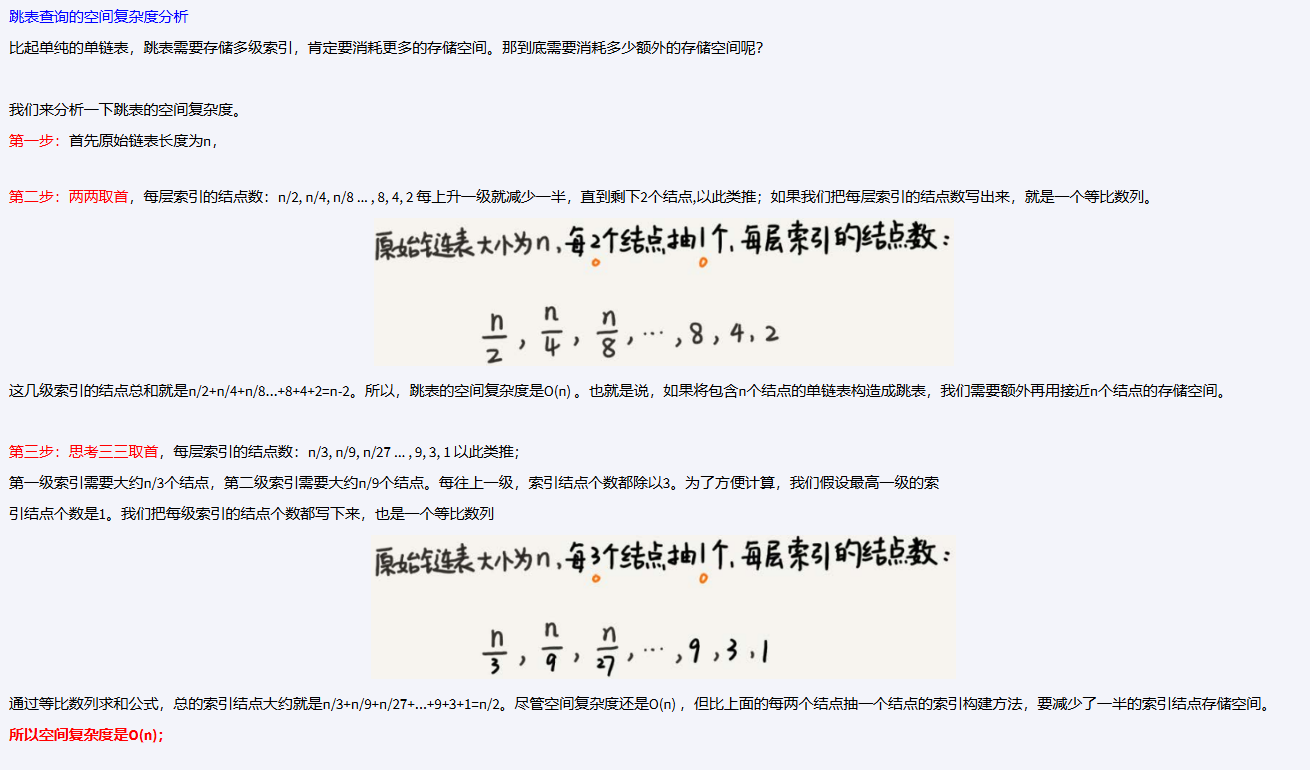 跳表查询的空间复杂度分析
比起单纯的单链表，跳表需要存储多级索引，肯定要消耗更多的存储空间。那到底需要消耗多少额外的存储空间呢？
我们来分析一下跳表的空间复杂度。
第一步：首先原始链表长度为n，
第二步：两两取首，每层索引的结点数：n/2, n/4, n/8 ... , 8, 4, 2 每上升一级就减少一半，直到剩下2个结点,以此类推；如果我们把每层索引的结点数写出来，就是一个等比数列。
原始链表大小为n，每2个结点抽1个，每层索引的结点数：
n/2, n/4, n/8, …, 8, 4, 2
这几级索引的结点总和就是n/2+n/4+n/8…+8+4+2=n-2。所以，跳表的空间复杂度是O(n) 。也就是说，如果将包含n个结点的单链表构造成跳表，我们需要额外再用接近n个结点的存储空间。
第三步：思考三三取首，每层索引的结点数：n/3, n/9, n/27 ... , 9, 3, 1 以此类推；
第一级索引需要大约n/3个结点，第二级索引需要大约n/9个结点。每往上一级，索引结点个数都除以3。为了方便计算，我们假设最高一级的索
引结点个数是1。我们把每级索引的结点个数都写下来，也是一个等比数列
原始链表大小为n，每3个结点抽1个，每层索引的结点数：
n/3, n/9, n/27, …, 9, 3, 1
通过等比数列求和公式，总的索引结点大约就是n/3+n/9+n/27+…+9+3+1=n/2。尽管空间复杂度还是O(n) ，但比上面的每两个结点抽一个结点的索引构建方法，要减少了一半的索引结点存储空间。
所以空间复杂度是O(n)；